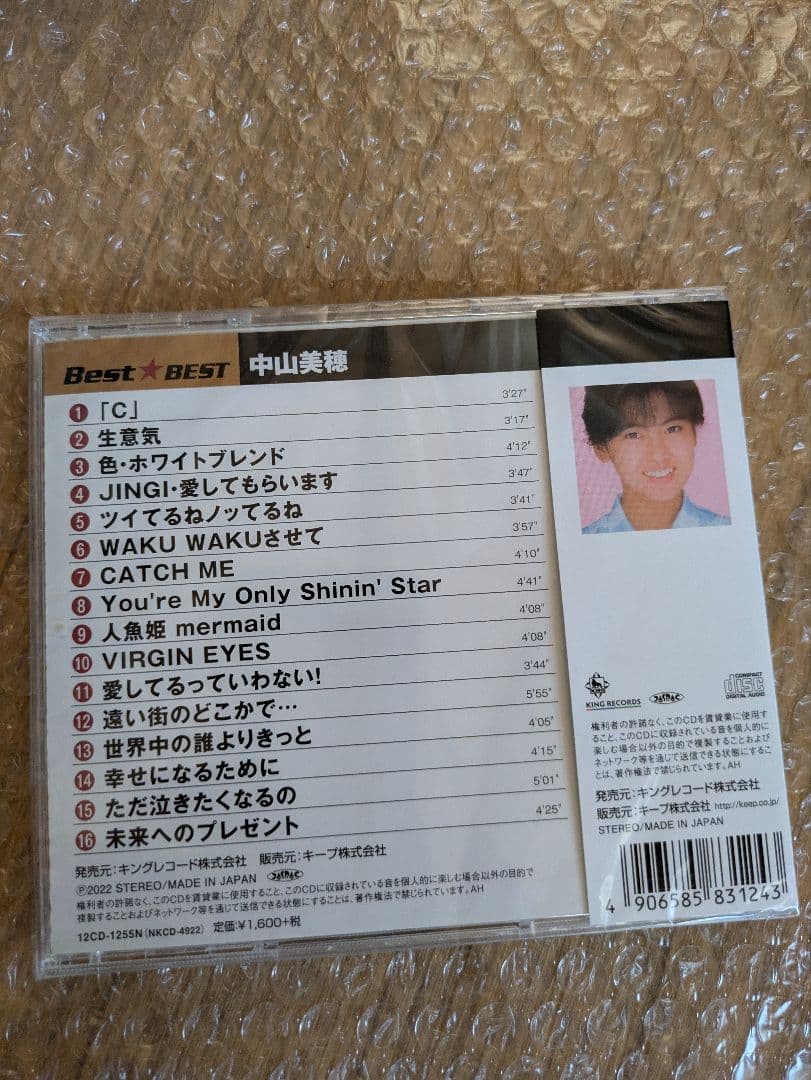 Best★BEST 中山美穂
1 「C」 3'27"
2 生意気 3'17"
3 色・ホワイトブレンド 4'12"
4 JINGI・愛してもらいます 3'47"
5 ツイてるねノッてるね 3'41"
6 WAKU WAKUさせて 3'57"
7 CATCH ME 4'10"
8 You're My Only Shinin' Star 4'41"
9 人魚姫 mermaid 4'08"
10 VIRGIN EYES 4'08"
11 愛してるっていわない! 3'44"
12 遠い街のどこかで… 5'55"
13 世界中の誰よりきっと 4'05"
14 幸せになるために 4'15"
15 ただ泣きたくなるの 5'01"
16 未来へのプレゼント 4'25"
発売元:キングレコード株式会社 販売元:キープ株式会社
Ⓟ2022 STEREO/MADE IN JAPAN JASRAC
権利者の許諾なく、このCDを賃貸業に使用すること、このCDに収録されている音を個人的に楽しむ場合以外の目的で
複製することおよびネットワーク等を通じて送信できる状態にすることは、著作権法で禁じられています。AH
12CD-1255N(NKCD-4922) 定価:¥1,600+税
KING RECORDS JASRAC COMPACT disc DIGITAL AUDIO
権利者の許諾なく、このCDを賃貸業に使用す
ること、このCDに収録されている音を個人的に
楽しむ場合以外の目的で複製することおよび
ネットワーク等を通じて送信できる状態にするこ
とは、著作権法で禁じられています。AH
発売元:キングレコード株式会社
販売元:キープ株式会社 http://keep.co.jp/
STEREO/MADE IN JAPAN
4 906585 831243